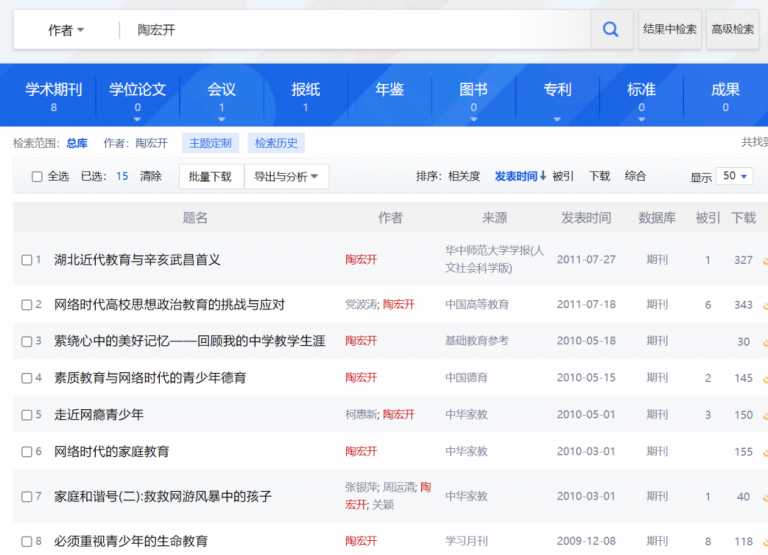 作者 陶宏开 结果中检索 高级检索
学术期刊 学位论文 会议 报纸 年鉴 图书 专利 标准 成果
8 0 1 1 0 0 0
检索范围：总库 作者：陶宏开 主题定制 检索历史 共找到
全选 已选：15 清除 批量下载 导出与分析 排序：相关度 发表时间↓ 被引 下载 综合 显示 50
题名 作者 来源 发表时间 数据库 被引 下载
1 湖北近代教育与辛亥武昌首义 陶宏开 华中师范大学学报(人文社会科学版) 2011-07-27 期刊 1 327
2 网络时代高校思想政治教育的挑战与应对 党波涛; 陶宏开 中国高等教育 2011-07-18 期刊 6 343
3 萦绕心中的美好记忆——回顾我的中学教学生涯 陶宏开 基础教育参考 2010-05-18 期刊 30
4 素质教育与网络时代的青少年德育 陶宏开 中国德育 2010-05-15 期刊 2 145
5 走近网瘾青少年 柯惠新; 陶宏开 中华家教 2010-05-01 期刊 3 150
6 网络时代的家庭教育 陶宏开 中华家教 2010-03-01 期刊 155
7 家庭和谐号(二):救救网游风暴中的孩子 张银萍; 周运清; 陶宏开; 关颖 中华家教 2010-03-01 期刊 1 40
8 必须重视青少年的生命教育 陶宏开 学习月刊 2009-12-08 期刊 8 118